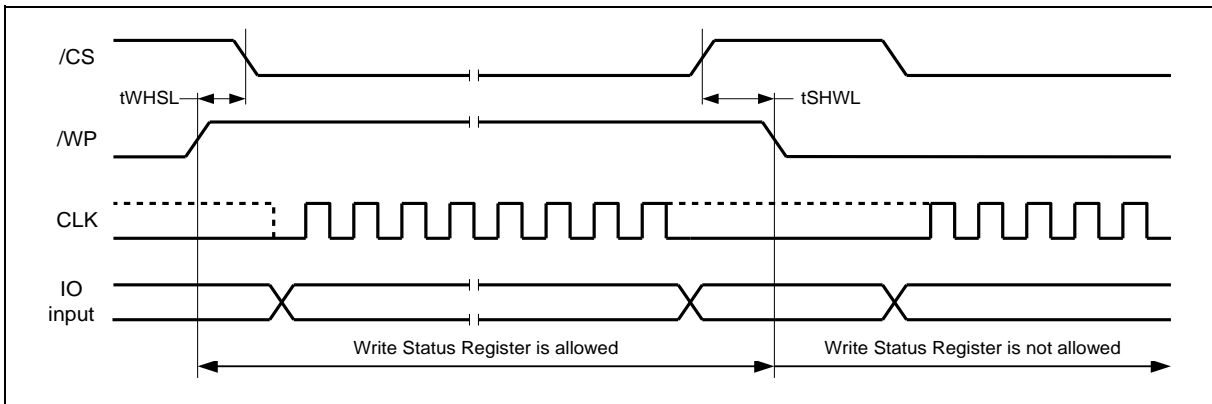 /CS
tWHSL
tSHWL
/WP
CLK
IO
input
Write Status Register is allowed
Write Status Register is not allowed